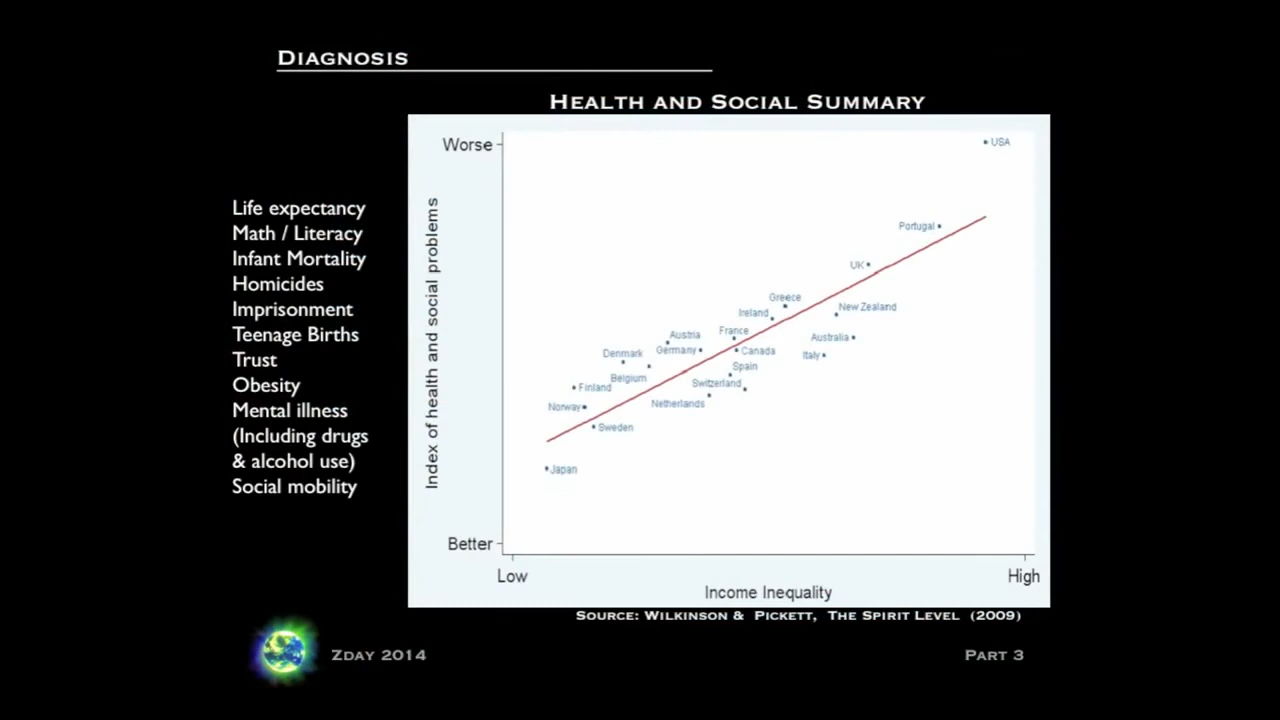 DIAGNOSIS
HEALTH AND SOCIAL SUMMARY
Life expectancy
Math / Literacy
Infant Mortality
Homicides
Imprisonment
Teenage Births
Trust
Obesity
Mental illness
(Including drugs
& alcohol use)
Social mobility
Index of health and social problems
Worse
Better
USA
Portugal
UK
Greece
New Zealand
Ireland
France
Australia
Austria
Germany
Canada
Italy
Denmark
Spain
Belgium
Switzerland
Finland
Netherlands
Norway
Sweden
Japan
Low
High
Income Inequality
SOURCE: WILKINSON & PICKETT, THE SPIRIT LEVEL (2009)
ZDAY 2014
PART 3